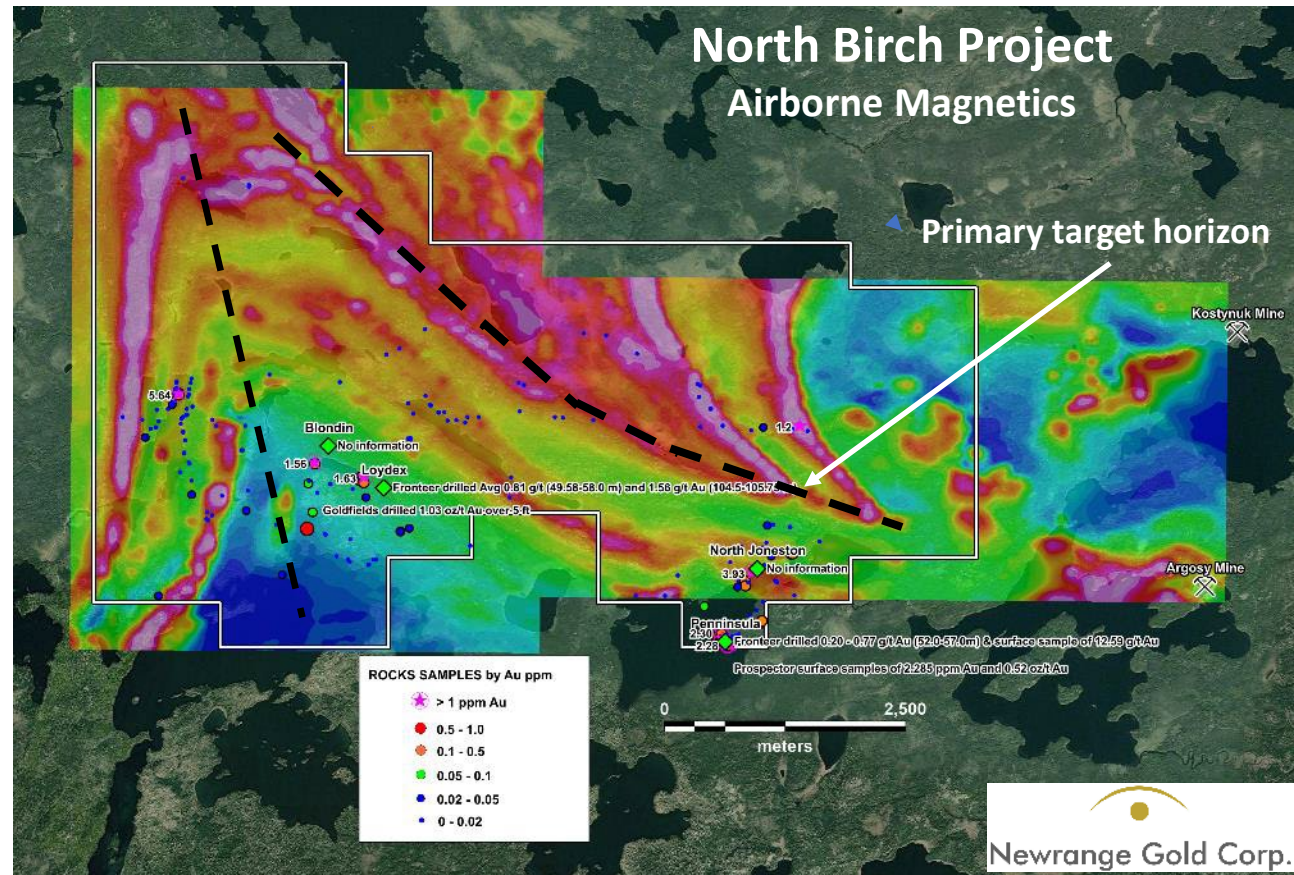 North Birch Project
Airborne Magnetics
Primary target horizon
Kostynuk Mine
5.64
1.2
Blondin
No information
1.56
1.63
Loydex
Fronteer drilled Avg 0.81 g/t (49.58-58.0 m) and 1.58 g/t Au
Goldfields drilled 1.03 oz/t Au-over-5-ft
North Joneston
No information
3.93
Argosy Mine
Penninsula
2.30
Fronteer drilled 0.20 - 0.77 g/t Au (52.0-57.0m) & surface sample of 12.59 g/t Au
2.28
Prospector surface samples of 2.285 ppm Au and 0.52 oz/t Au
ROCKS SAMPLES by Au ppm
> 1 ppm Au
0.5 - 1.0
0.1 - 0.5
0.05 - 0.1
0.02 - 0.05
0 - 0.02
0 2,500
meters
Newrange Gold Corp.